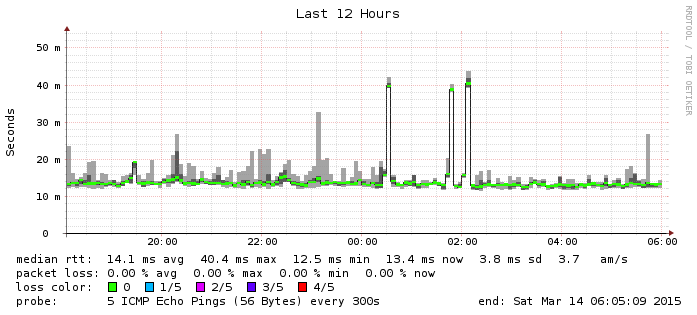 Last 12 Hours
RRDTOOL / TOBI OETIKER
Seconds
50 m
40 m
30 m
20 m
10 m
0
20:00 22:00 00:00 02:00 04:00 06:00
median rtt: 14.1 ms avg 40.4 ms max 12.5 ms min 13.4 ms now 3.8 ms sd 3.7 am/s
packet loss: 0.00 % avg 0.00 % max 0.00 % min 0.00 % now
loss color: 0 1/5 2/5 3/5 4/5
probe: 5 ICMP Echo Pings (56 Bytes) every 300s end: Sat Mar 14 06:05:09 2015